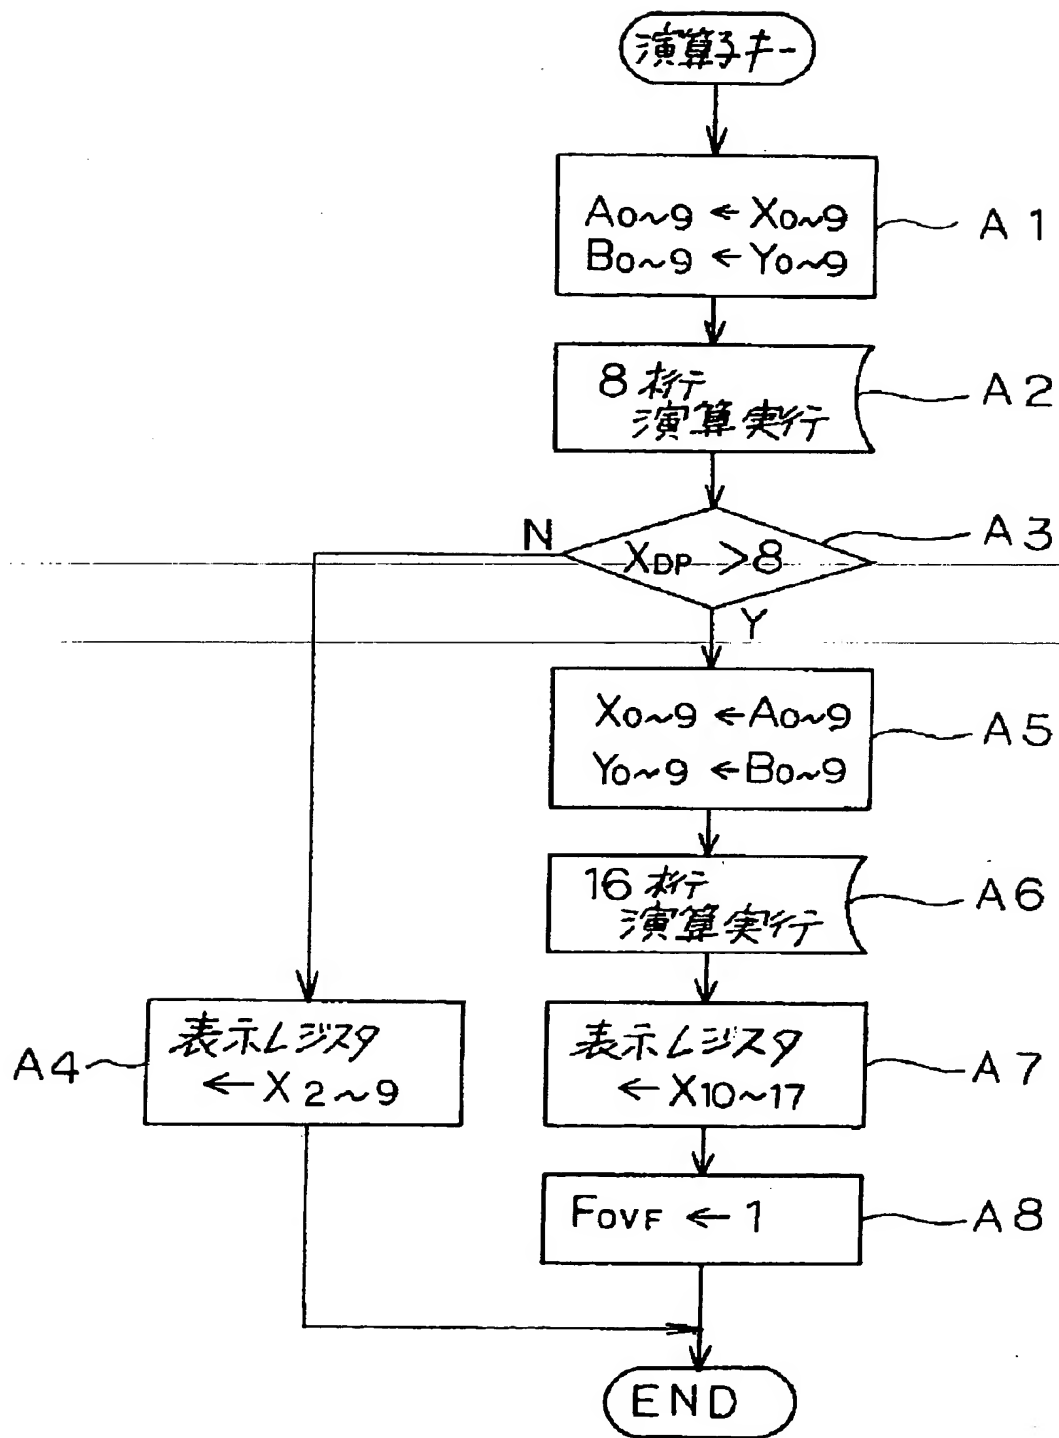 演算子キー
A0~9 ← X0~9
B0~9 ← Y0~9
A1
8桁
演算実行
A2
N
XDP >8
A3
Y
X0~9 ← A0~9
Y0~9 ← B0~9
A5
16桁
演算実行
A6
表示レジスタ
← X2~9
A4
表示レジスタ
← X10~17
A7
FOVF ← 1
A8
END